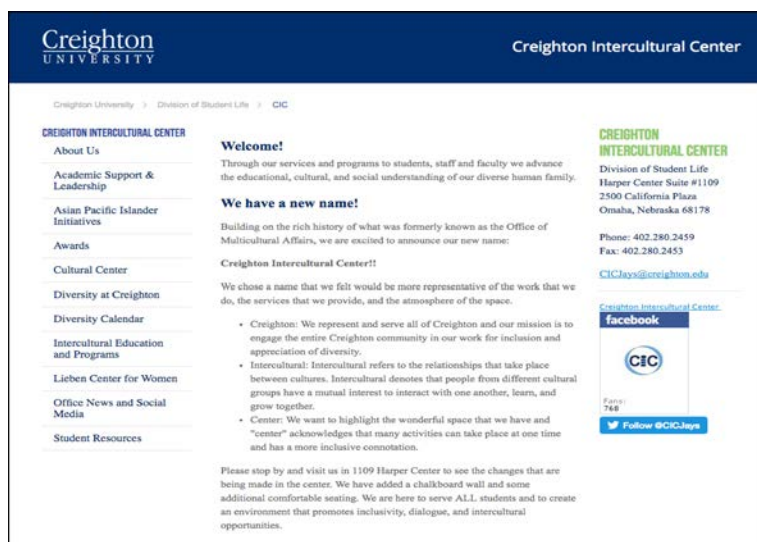 Creighton
UNIVERSITY
Creighton Intercultural Center
Creighton University > Division of Student Life > CIC
CREIGHTON INTERCULTURAL CENTER
About Us
Academic Support &
Leadership
Asian Pacific Islander
Initiatives
Awards
Cultural Center
Diversity at Creighton
Diversity Calendar
Intercultural Education
and Programs
Lieben Center for Women
Office News and Social
Media
Student Resources
Welcome!
Through our services and programs to students, staff and faculty we advance
the educational, cultural, and social understanding of our diverse human family.
We have a new name!
Building on the rich history of what was formerly known as the Office of
Multicultural Affairs, we are excited to announce our new name:
Creighton Intercultural Center!!
We chose a name that we felt would be more representative of the work that we
do, the services that we provide, and the atmosphere of the space.
• Creighton: We represent and serve all of Creighton and our mission is to
engage the entire Creighton community in our work for inclusion and
appreciation of diversity.
• Intercultural: Intercultural refers to the relationships that take place
between cultures. Intercultural denotes that people from different cultural
groups have a mutual interest to interact with one another, learn, and
grow together.
• Center: We want to highlight the wonderful space that we have and
"center" acknowledges that many activities can take place at one time
and has a more inclusive connotation.
Please stop by and visit us in 1109 Harper Center to see the changes that are
being made in the center. We have added a chalkboard wall and some
additional comfortable seating. We are here to serve ALL students and to create
an environment that promotes inclusivity, dialogue, and intercultural
opportunities.
CREIGHTON
INTERCULTURAL CENTER
Division of Student Life
Harper Center Suite #1109
2500 California Plaza
Omaha, Nebraska 68178
Phone: 402.280.2459
Fax: 402.280.2453
CICJays@creighton.edu
Creighton Intercultural Center
facebook
CIC
Fans:
768
Follow @CICJays